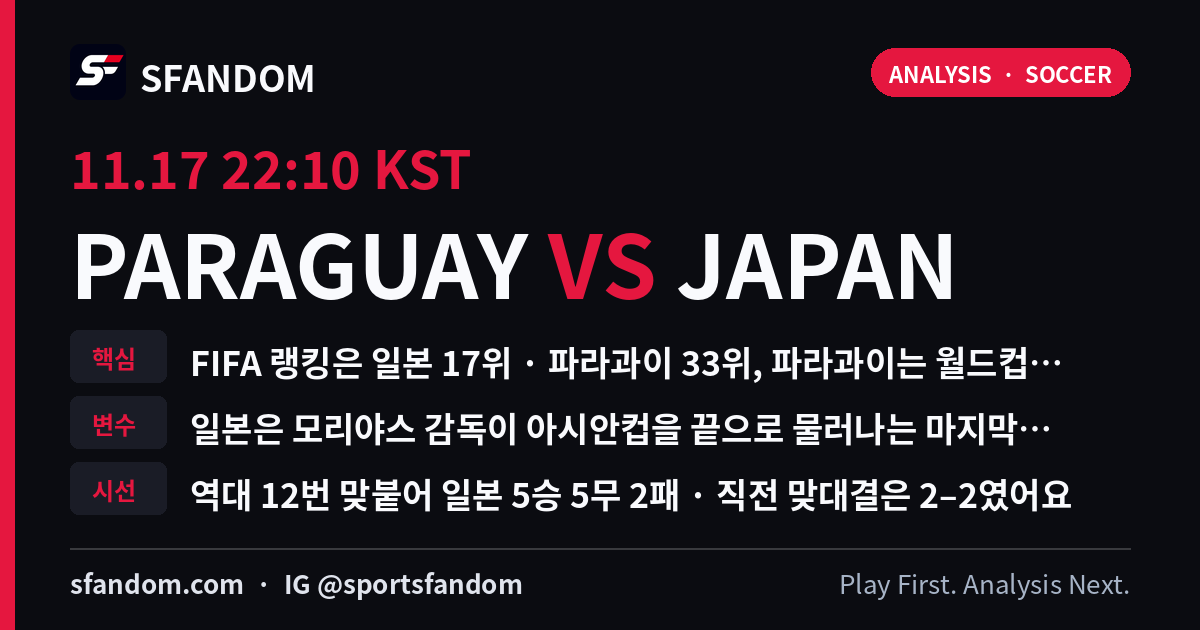 SFANDOM
ANALYSIS · SOCCER
11.17 22:10 KST
PARAGUAY VS JAPAN
핵심 FIFA 랭킹은 일본 17위 · 파라과이 33위, 파라과이는 월드컵…
변수 일본은 모리야스 감독이 아시안컵을 끝으로 물러나는 마지막…
시선 역대 12번 맞붙어 일본 5승 5무 2패 · 직전 맞대결은 2–2였어요
sfandom.com · IG @sportsfandom
Play First. Analysis Next.